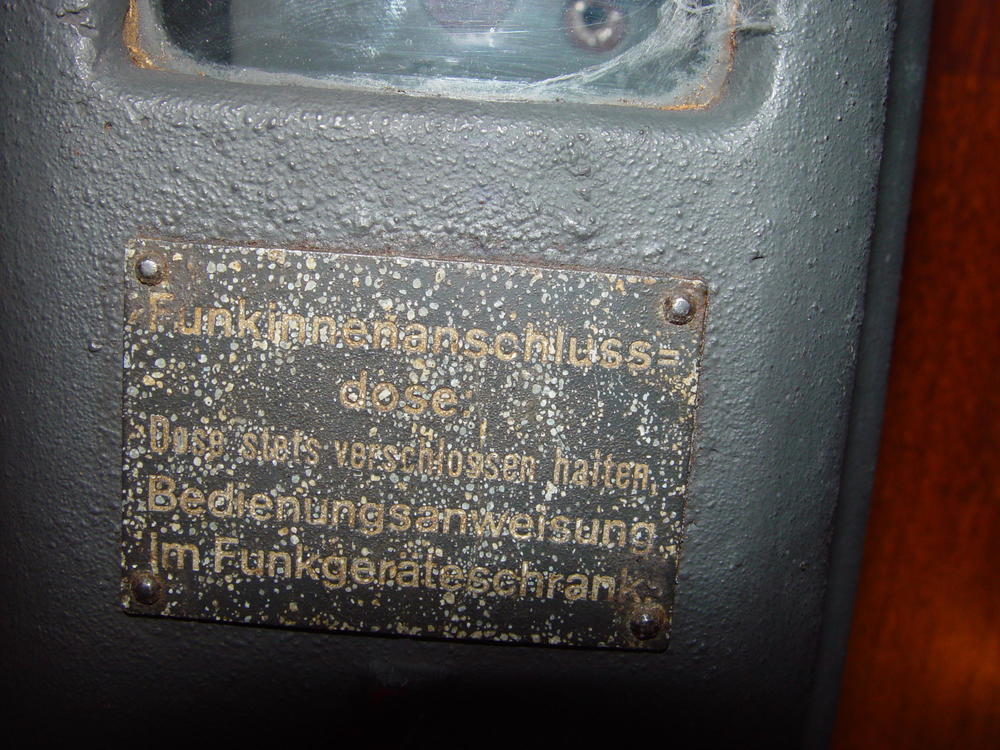 Funkinnenanschluss=
dose:
Dose stets verschlossen halten,
Bedienungsanweisung
im Funkgeräteschrank.